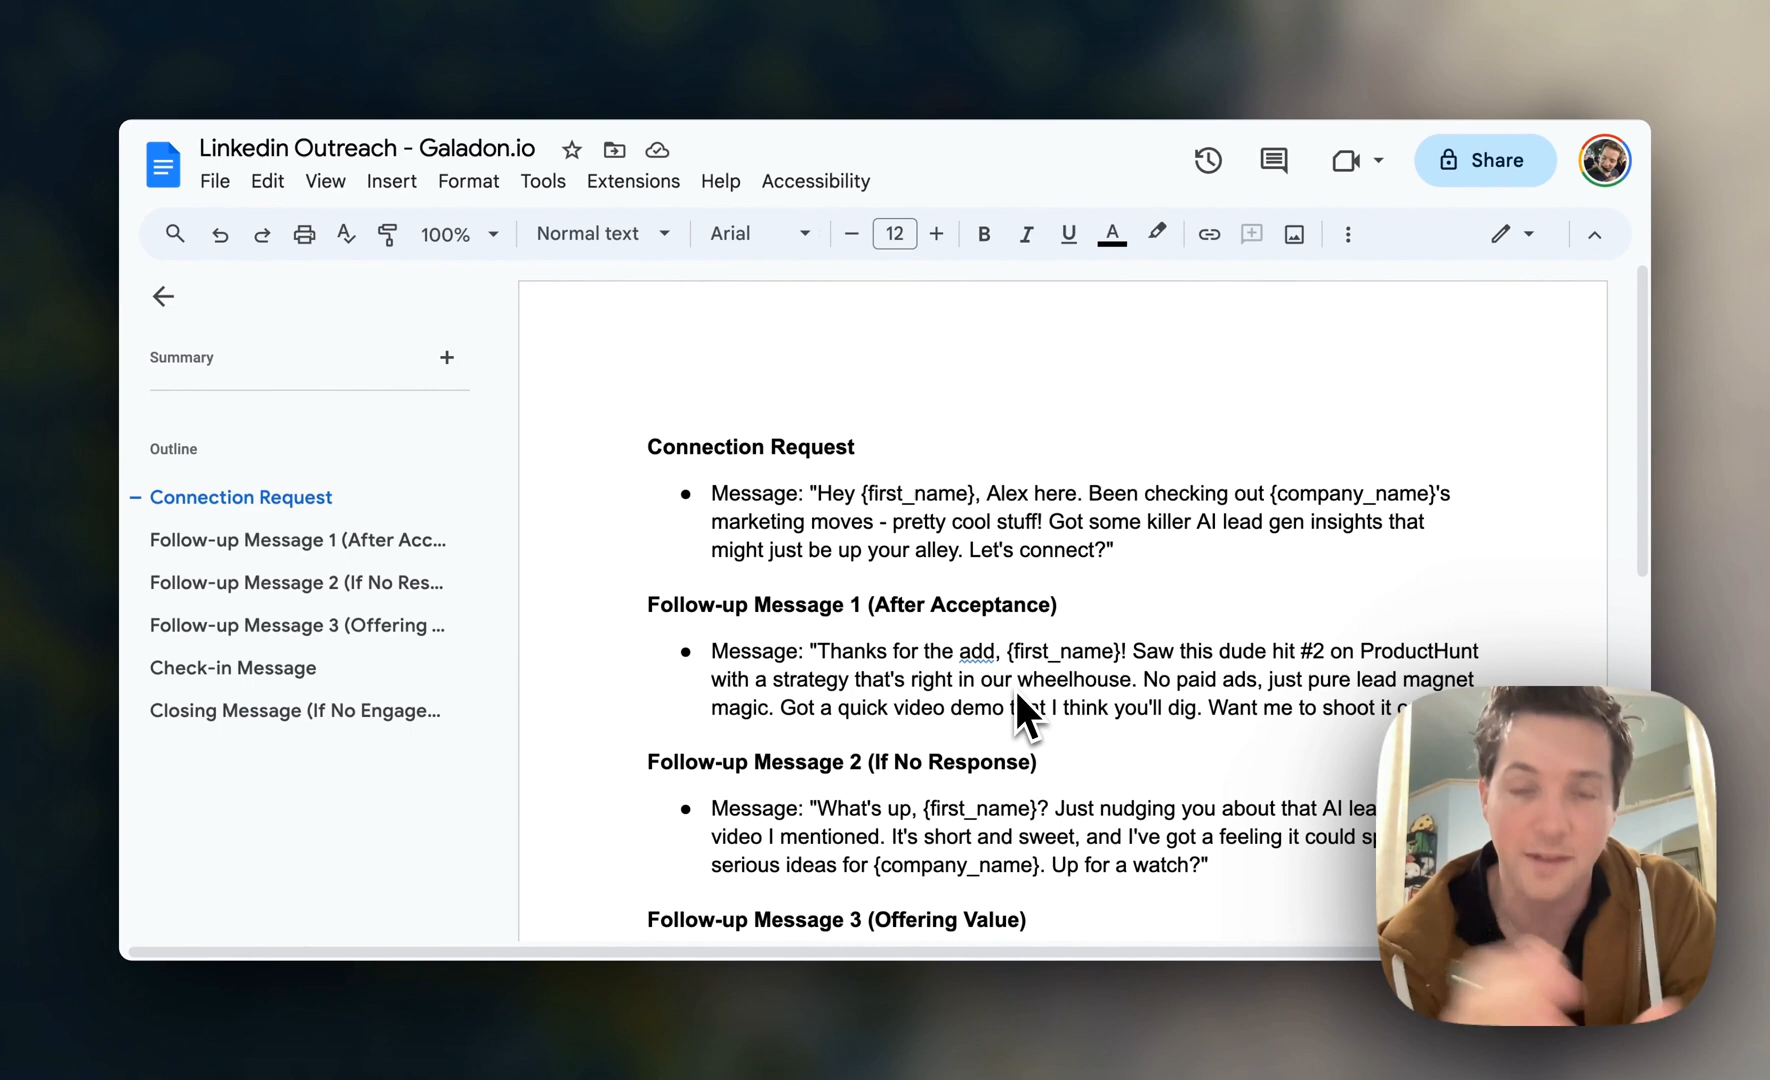 Linkedin Outreach - Galadon.io
File Edit View Insert Format Tools Extensions Help Accessibility
Share
100% Normal text Arial 12 B I U A
Summary
Outline
Connection Request
Follow-up Message 1 (After Acc...
Follow-up Message 2 (If No Res...
Follow-up Message 3 (Offering ...
Check-in Message
Closing Message (If No Engage...
Connection Request
Message: "Hey {first_name}, Alex here. Been checking out {company_name}'s
marketing moves - pretty cool stuff! Got some killer AI lead gen insights that
might just be up your alley. Let's connect?"
Follow-up Message 1 (After Acceptance)
Message: "Thanks for the add, {first_name}! Saw this dude hit #2 on ProductHunt
with a strategy that's right in our wheelhouse. No paid ads, just pure lead magnet
magic. Got a quick video demo I think you'll dig. Want me to shoot it
Follow-up Message 2 (If No Response)
Message: "What's up, {first_name}? Just nudging you about that AI
video I mentioned. It's short and sweet, and I've got a feeling it could
serious ideas for {company_name}. Up for a watch?"
Follow-up Message 3 (Offering Value)